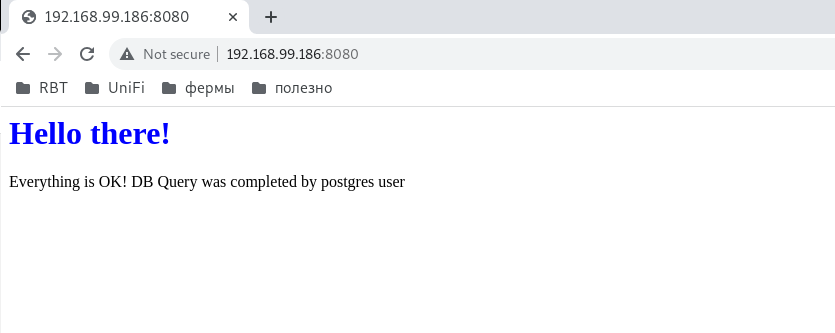 192.168.99.186:8080
Not secure 192.168.99.186:8080
RBT UniFi фермы полезно
Hello there!
Everything is OK! DB Query was completed by postgres user